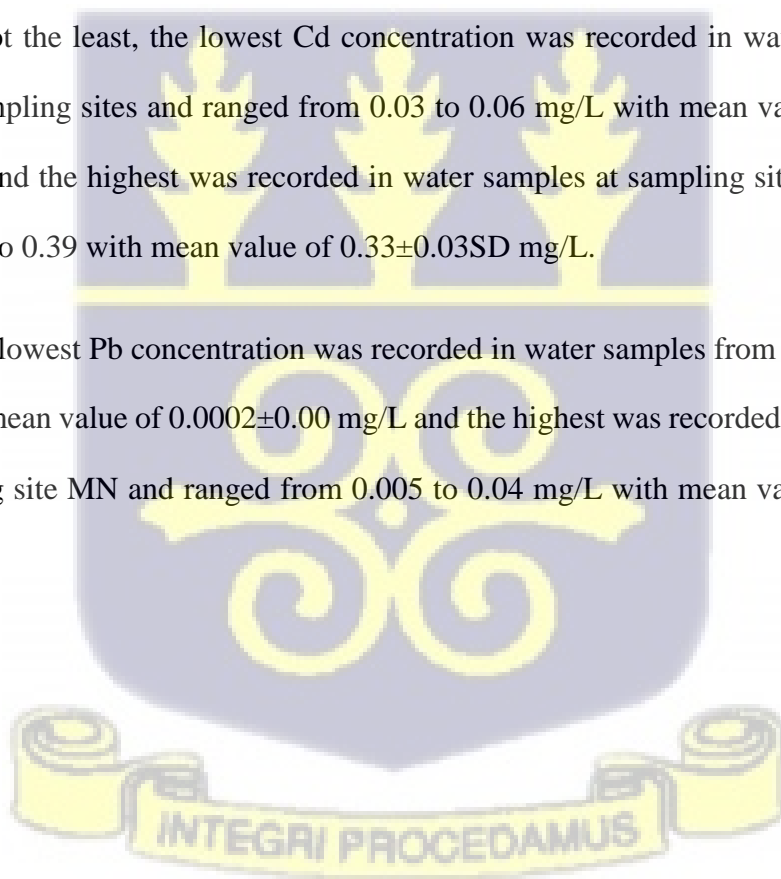 ot the least, the lowest Cd concentration was recorded in wa
npling sites and ranged from 0.03 to 0.06 mg/L with mean va
nd the highest was recorded in water samples at sampling sit
o 0.39 with mean value of 0.33±0.03SD mg/L.
lowest Pb concentration was recorded in water samples from
mean value of 0.0002±0.00 mg/L and the highest was recorded
g site MN and ranged from 0.005 to 0.04 mg/L with mean va
INTEGRI PROCEDAMUS